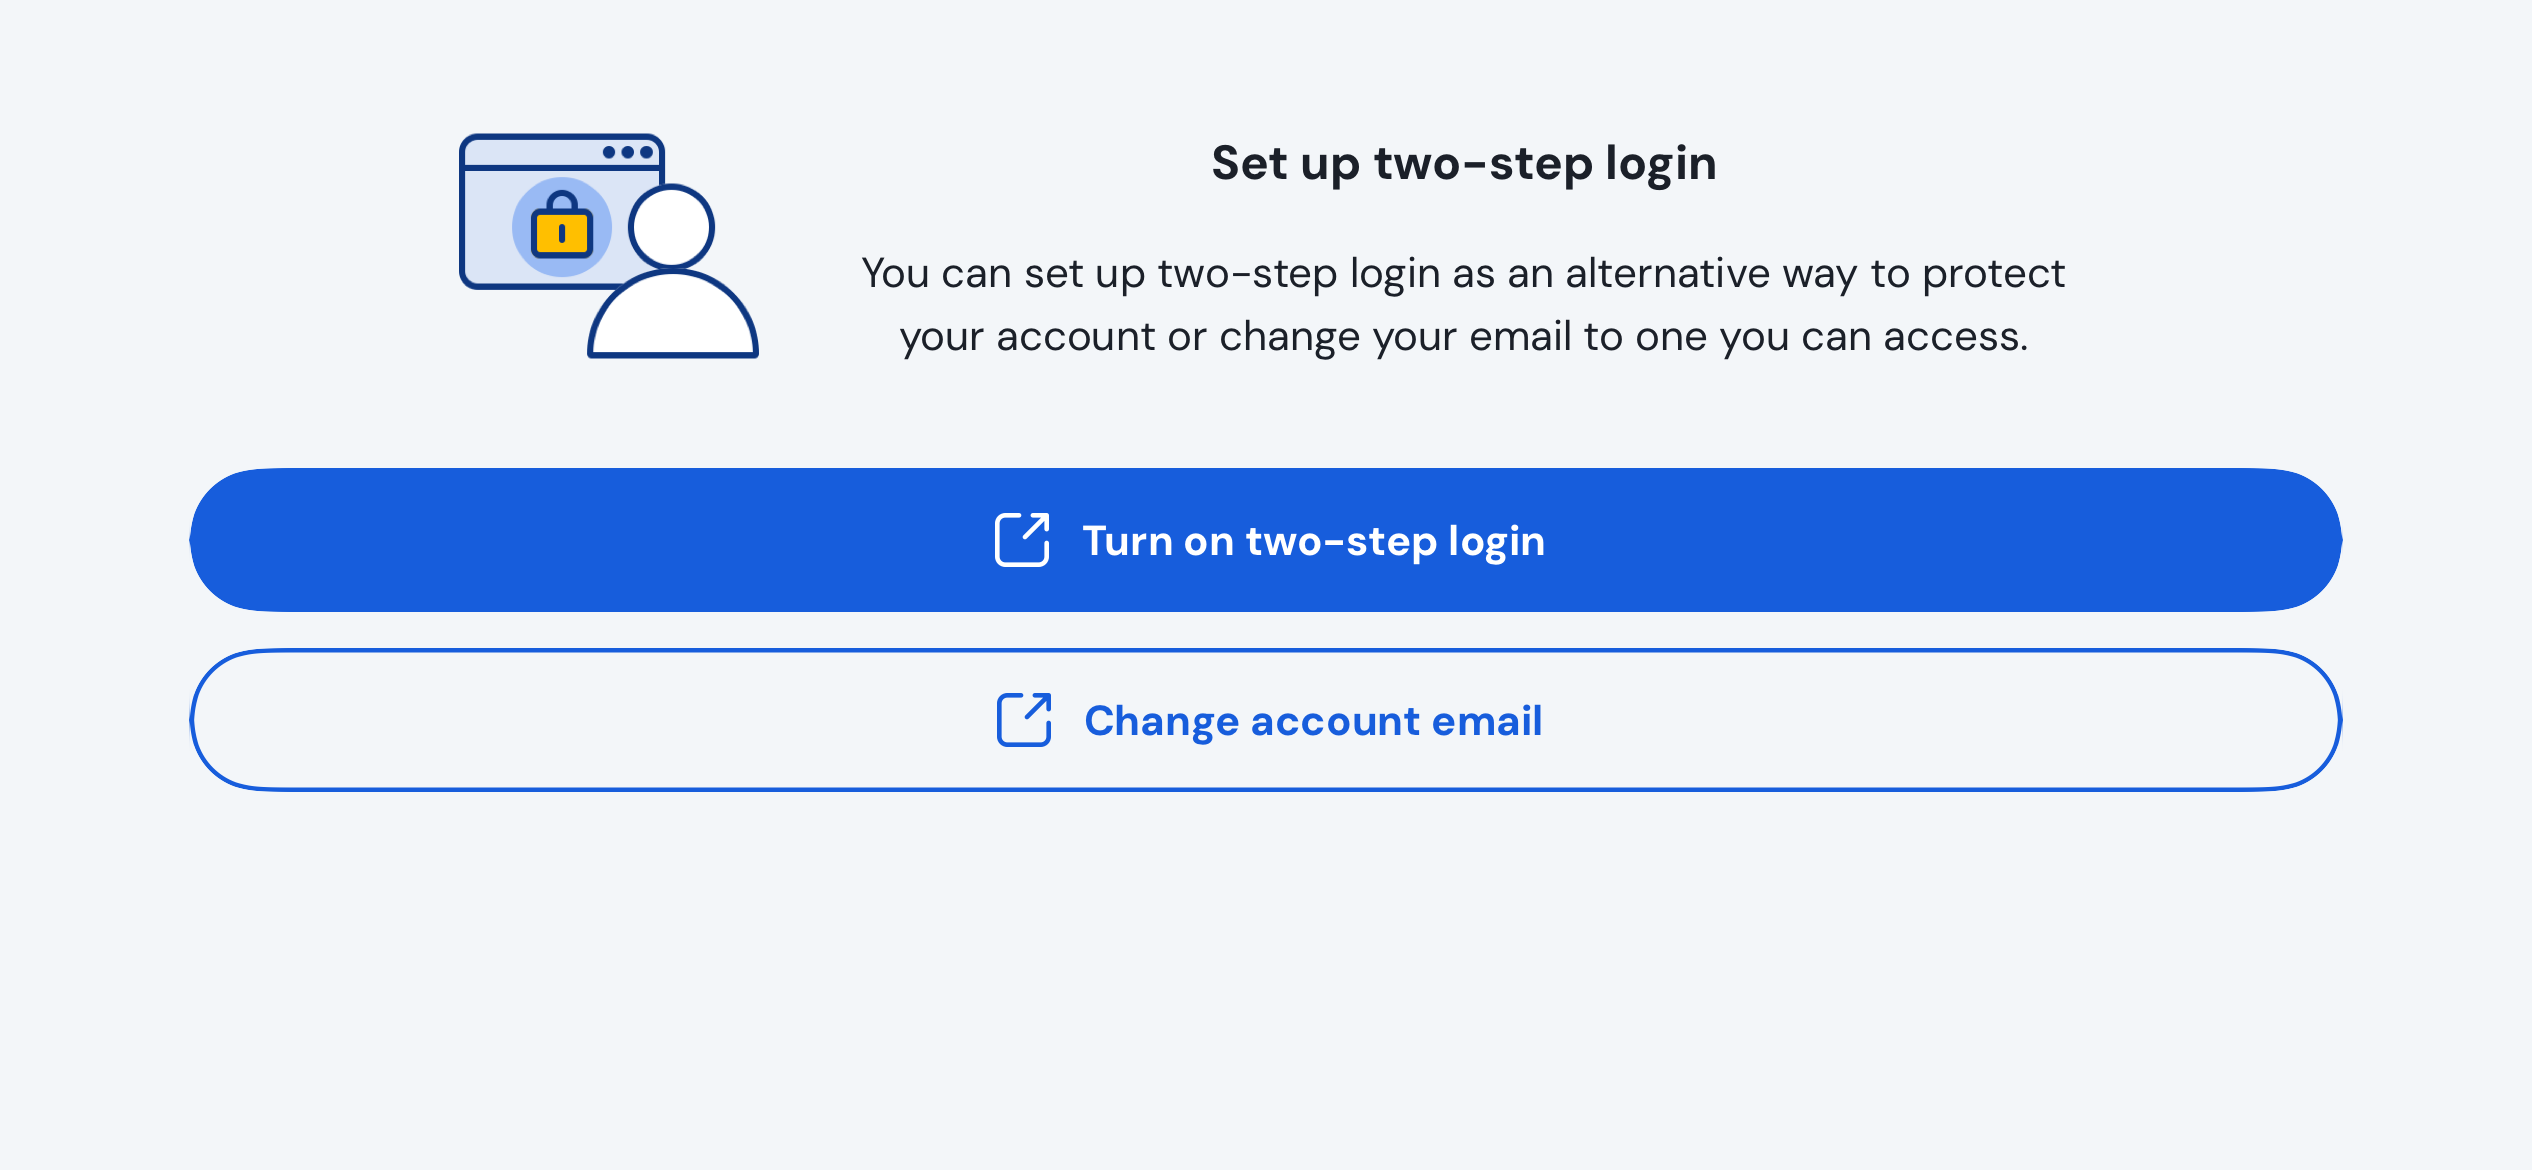 Set up two-step login
You can set up two-step login as an alternative way to protect
your account or change your email to one you can access.
Turn on two-step login
Change account email